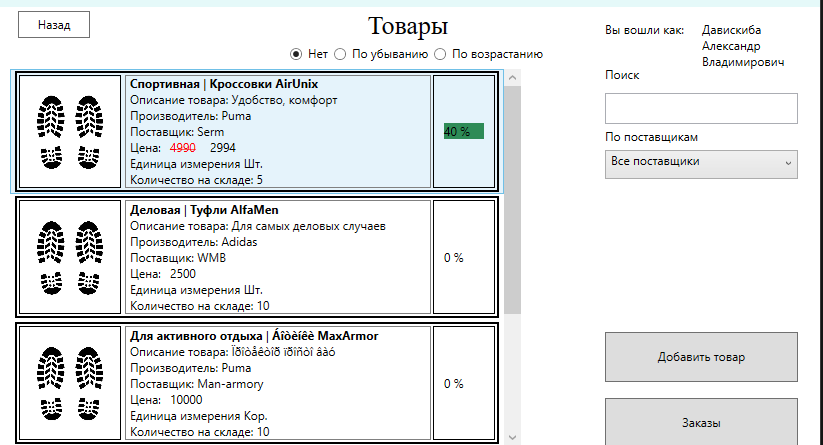 Назад
Товары
Нет По убыванию По возрастанию
Вы вошли как: Давискиба Александр Владимирович
Поиск
По поставщикам
Все поставщики
Спортивная | Кроссовки AirUnix
Описание товара: Удобство, комфорт
Производитель: Puma
Поставщик: Serm
Цена: 4990 2994
Единица измерения Шт.
Количество на складе: 5
40 %
Деловая | Туфли AlfaMen
Описание товара: Для самых деловых случаев
Производитель: Adidas
Поставщик: WMB
Цена: 2500
Единица измерения Шт.
Количество на складе: 10
0 %
Для активного отдыха | Áîòèíêè MaxArmor
Описание товара: Ïðîòåêòîð ïðîñòî âàó
Производитель: Puma
Поставщик: Man-armory
Цена: 10000
Единица измерения Кор.
Количество на складе: 10
0 %
Добавить товар
Заказы